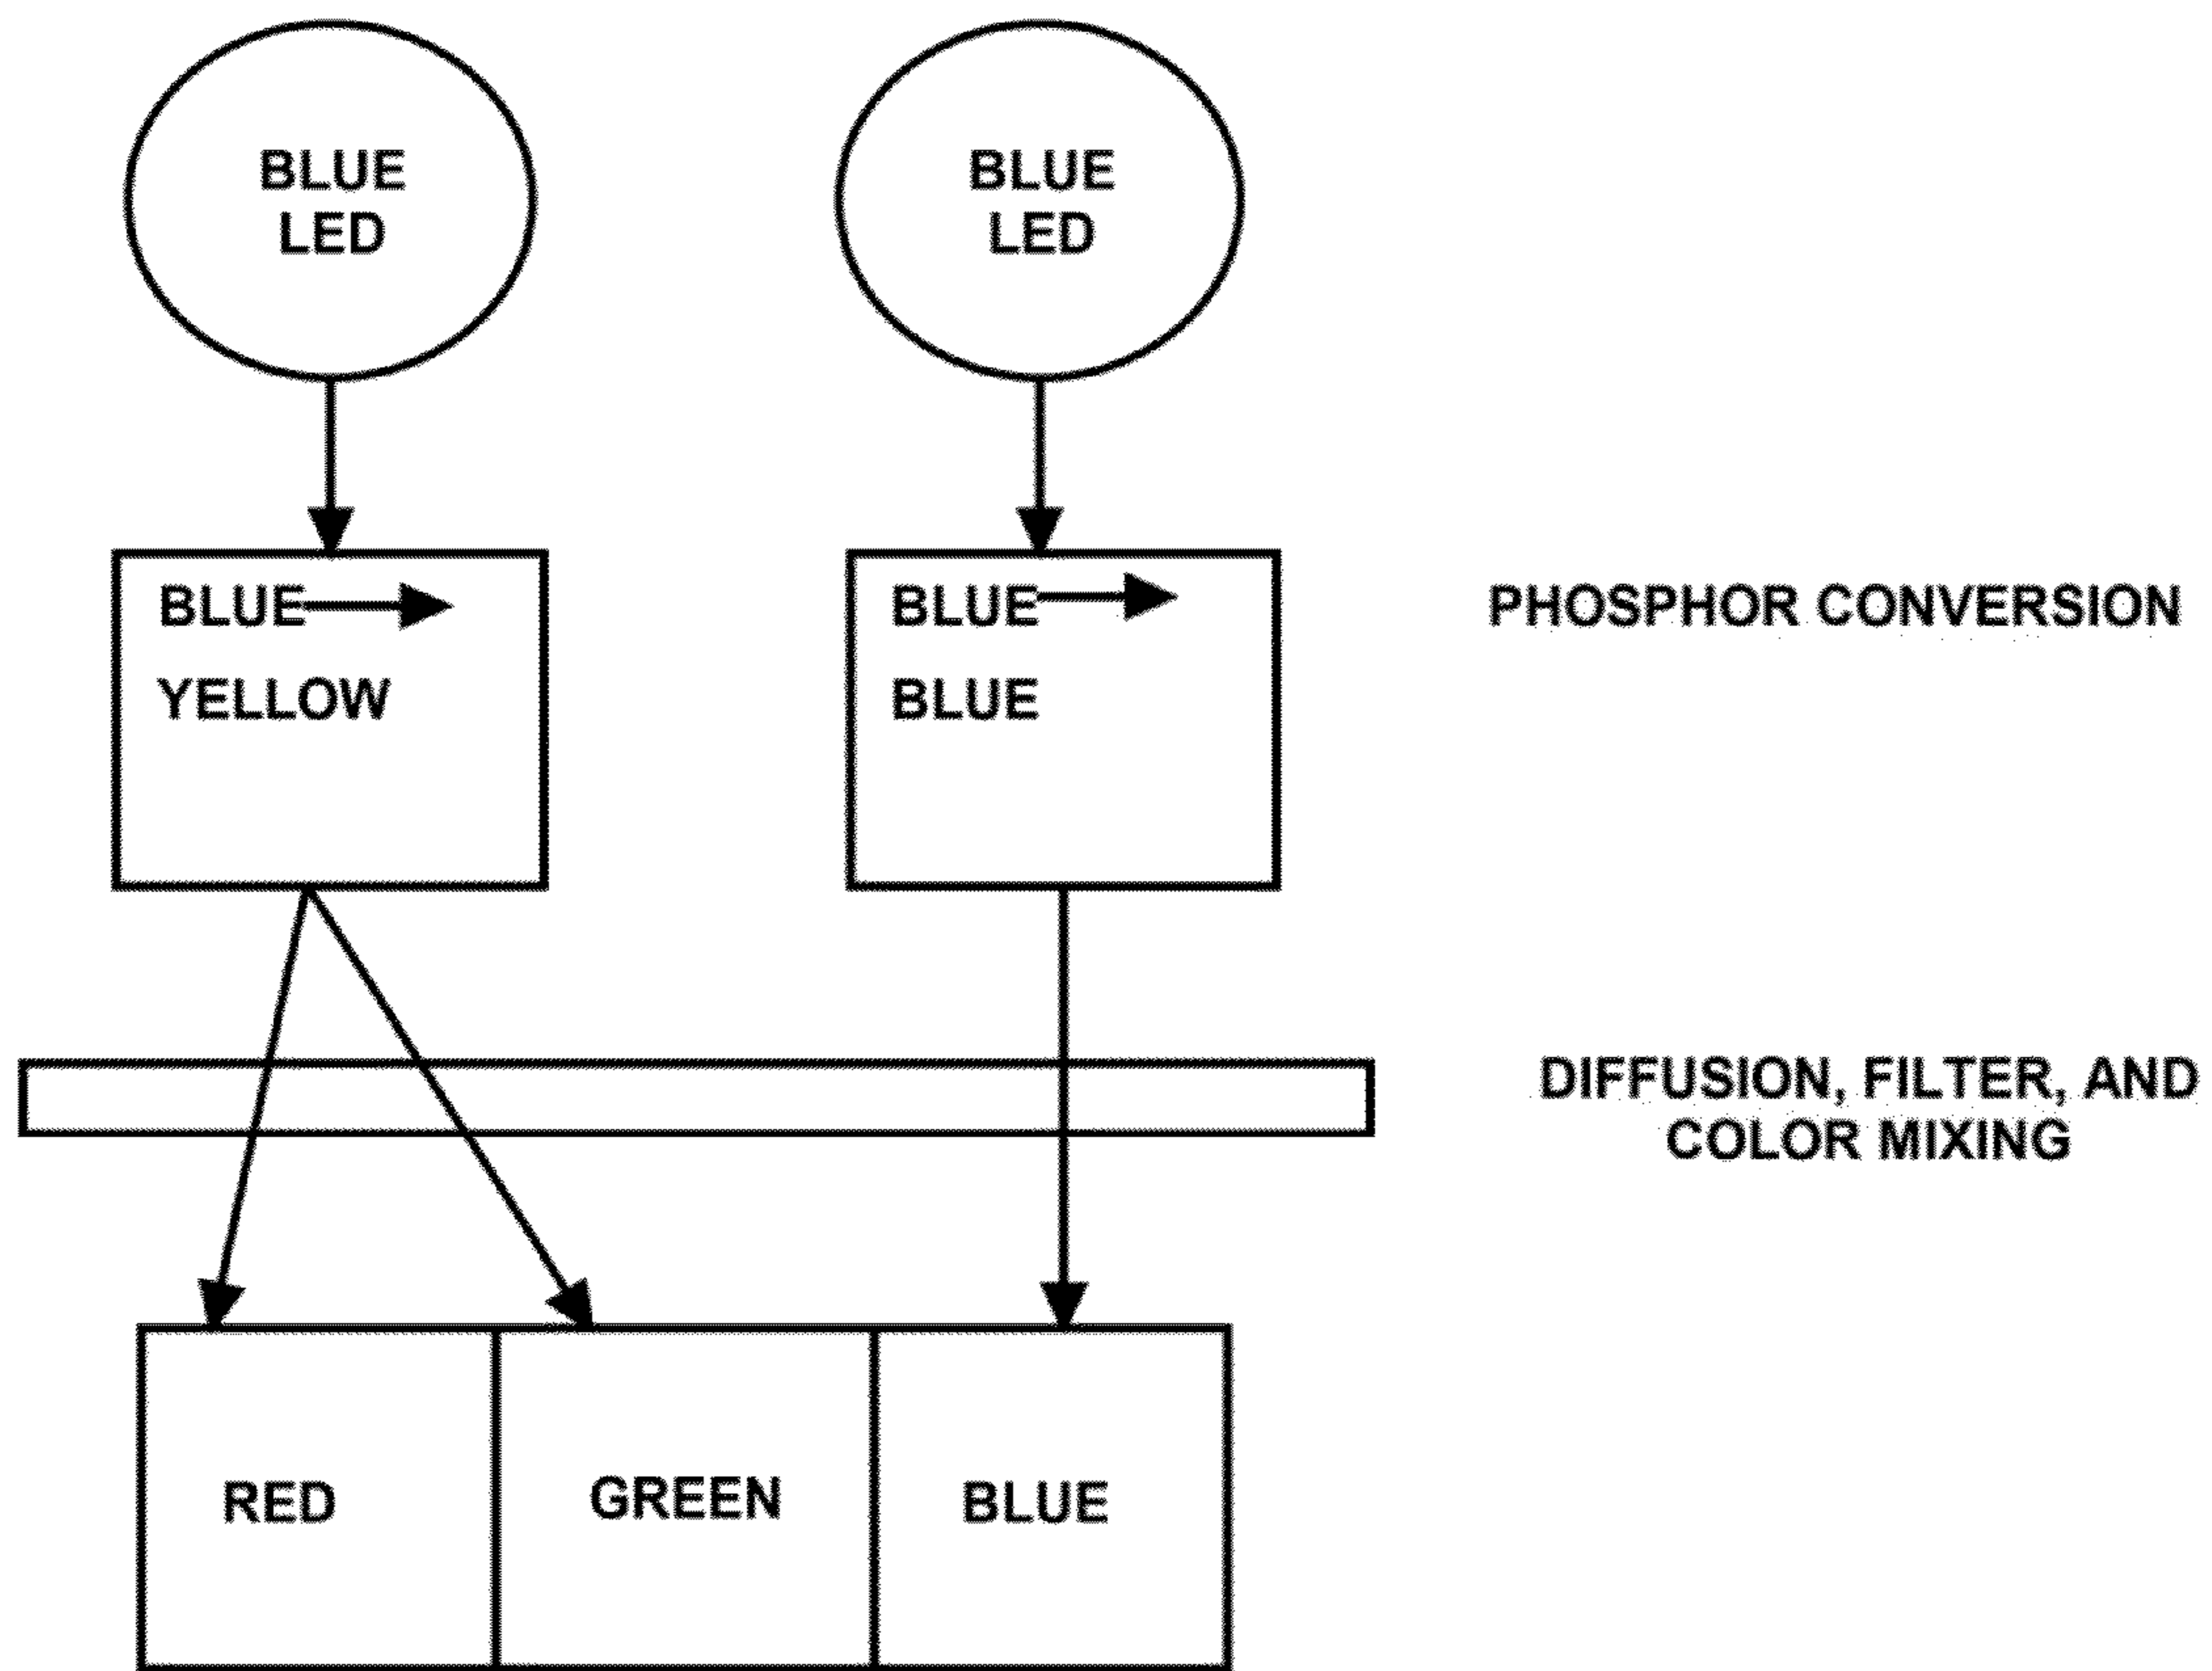 BLUE
LED
BLUE
LED
BLUE
YELLOW
BLUE
BLUE
PHOSPHOR CONVERSION
DIFFUSION, FILTER, AND
COLOR MIXING
RED
GREEN
BLUE